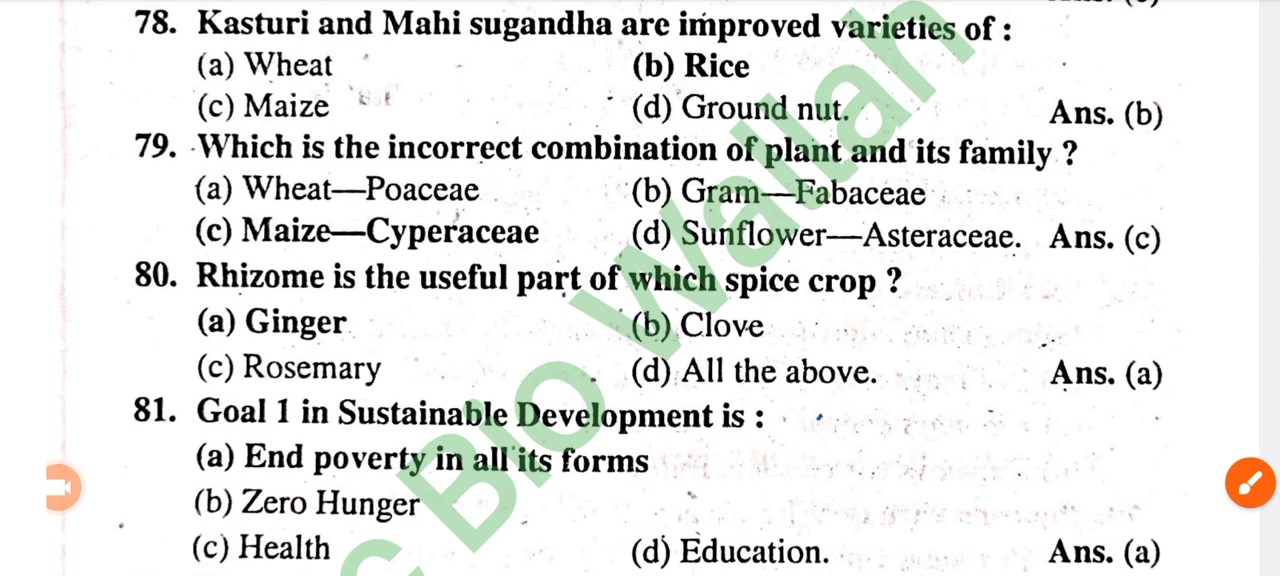 78. Kasturi and Mahi sugandha are improved varieties of :
(a) Wheat (b) Rice
(c) Maize (d) Ground nut. Ans. (b)
79. Which is the incorrect combination of plant and its family ?
(a) Wheat—Poaceae (b) Gram—Fabaceae
(c) Maize—Cyperaceae (d) Sunflower—Asteraceae. Ans. (c)
80. Rhizome is the useful part of which spice crop ?
(a) Ginger (b) Clove
(c) Rosemary (d) All the above. Ans. (a)
81. Goal 1 in Sustainable Development is :
(a) End poverty in all its forms
(b) Zero Hunger
(c) Health (d) Education. Ans. (a)
Bio Wallah